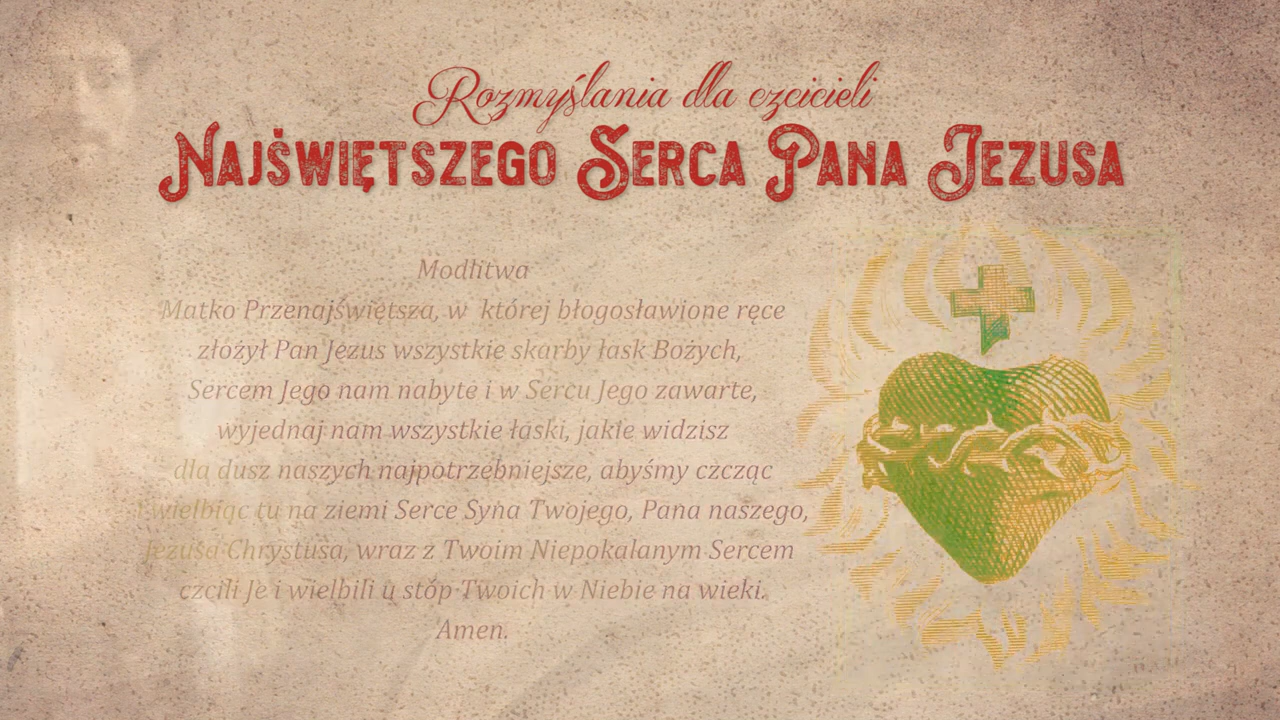 Rozmyślania dla czcicieli
Najświętszego Serca Pana Jezusa
Modlitwa
Matko Przenajświętsza, w której błogosławione ręce
złożył Pan Jezus wszystkie skarby łask Bożych,
Sercem Jego nam nabyte i w Sercu Jego zawarte,
wyjednaj nam wszystkie łaski, jakie widzisz
dla dusz naszych najpotrzebniejsze, abyśmy czcząc
i wielbiąc tu na ziemi Serce Syna Twojego, Pana naszego,
Jezusa Chrystusa, wraz z Twoim Niepokalanym Sercem
czcili Je i wielbili u stóp Twoich w Niebie na wieki.
Amen.